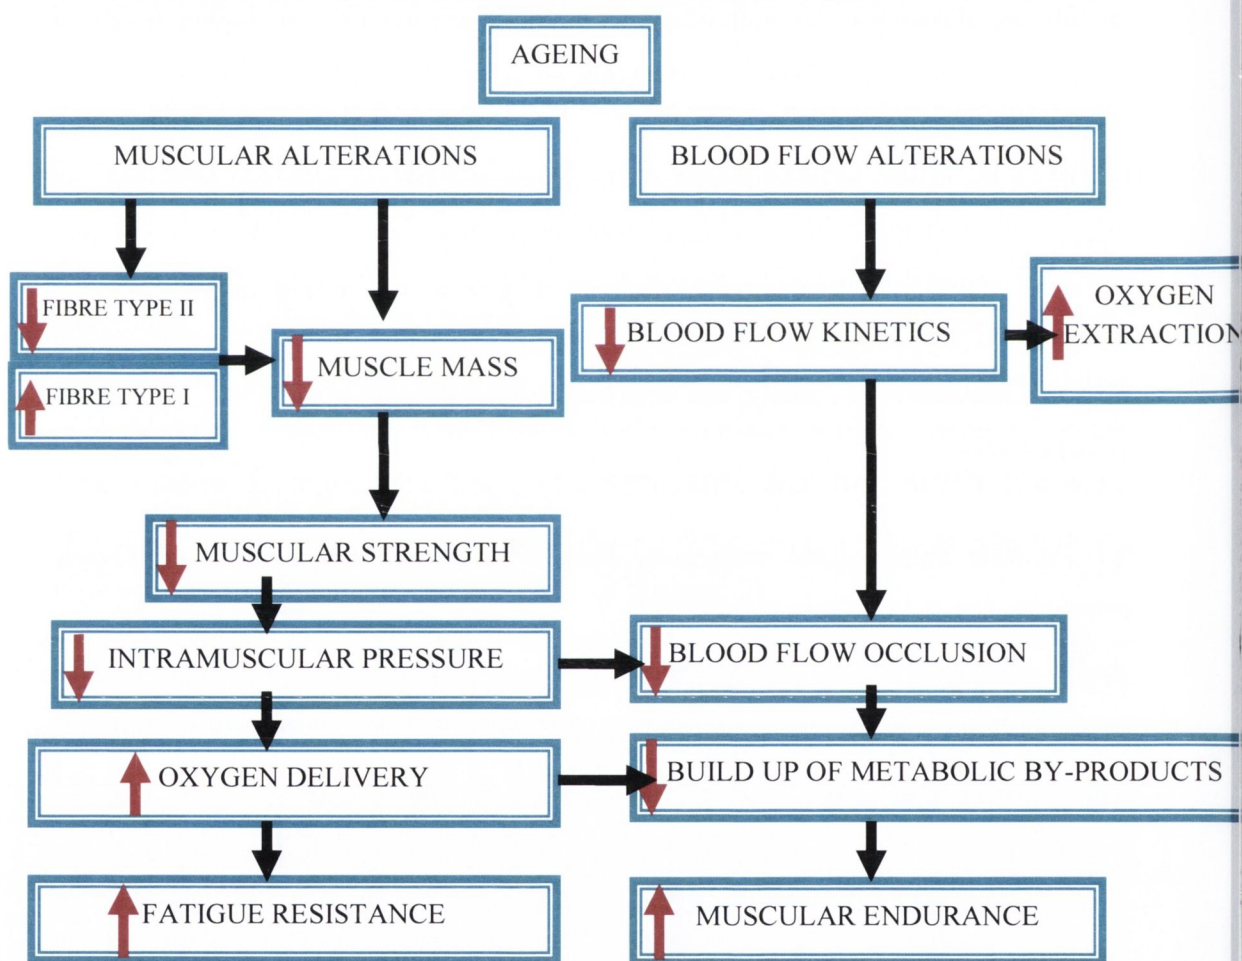 AGEING
MUSCULAR ALTERATIONS
BLOOD FLOW ALTERATIONS
FIBRE TYPE II
FIBRE TYPE I
MUSCLE MASS
BLOOD FLOW KINETICS
OXYGEN
EXTRACTION
MUSCULAR STRENGTH
INTRAMUSCULAR PRESSURE
BLOOD FLOW OCCLUSION
OXYGEN DELIVERY
BUILD UP OF METABOLIC BY-PRODUCTS
FATIGUE RESISTANCE
MUSCULAR ENDURANCE